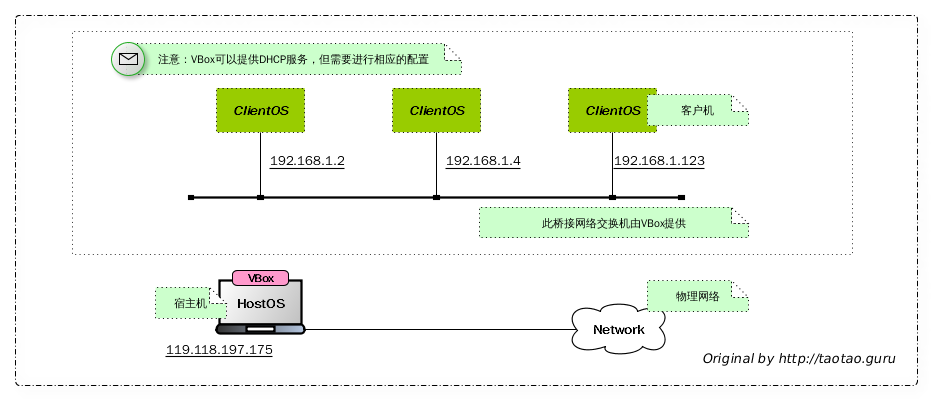 注意：VBox可以提供DHCP服务，但需要进行相应的配置
ClientOS
ClientOS
ClientOS
客户机
192.168.1.2
192.168.1.4
192.168.1.123
此桥接网络交换机由VBox提供
VBox
宿主机
HostOS
物理网络
Network
119.118.197.175
Original by http://taotao.guru